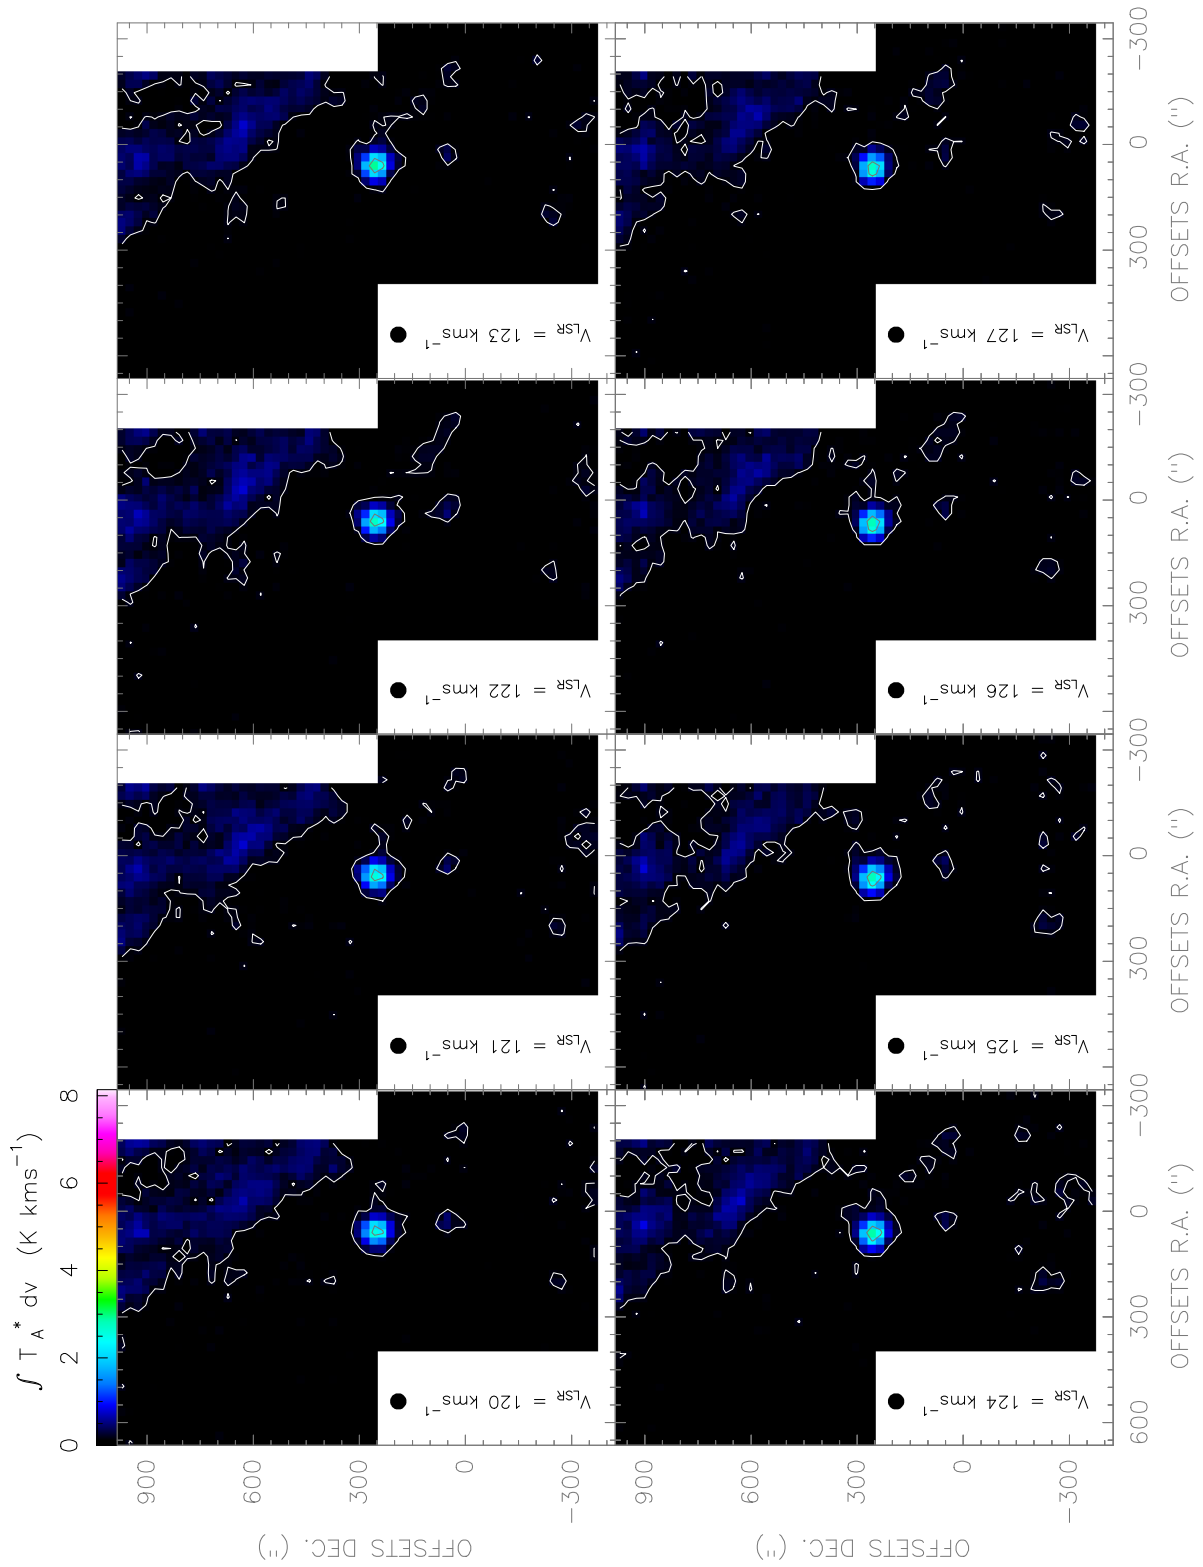 ∫ T_A* dv (K kms⁻¹)
0 2 4 6 8
V_LSR = 120 kms⁻¹
V_LSR = 121 kms⁻¹
V_LSR = 122 kms⁻¹
V_LSR = 123 kms⁻¹
V_LSR = 124 kms⁻¹
V_LSR = 125 kms⁻¹
V_LSR = 126 kms⁻¹
V_LSR = 127 kms⁻¹
900
600
300
0
−300
OFFSETS DEC. (")
900
600
300
0
−300
OFFSETS DEC. (")
600 300 0 −300 300 0 −300 300 0 −300 300 0 −300
OFFSETS R.A. (") OFFSETS R.A. (") OFFSETS R.A. (") OFFSETS R.A. (")